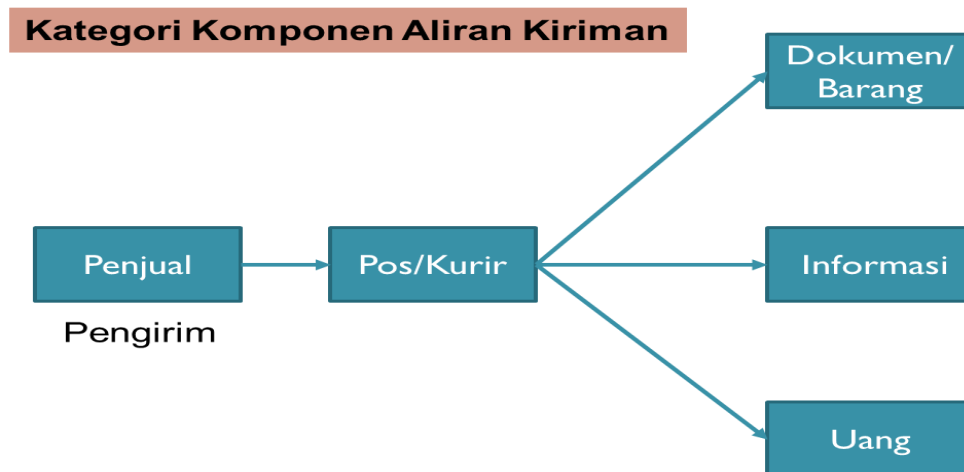 Kategori Komponen Aliran Kiriman
Dokumen/
Barang
Penjual
Pos/Kurir
Informasi
Pengirim
Uang